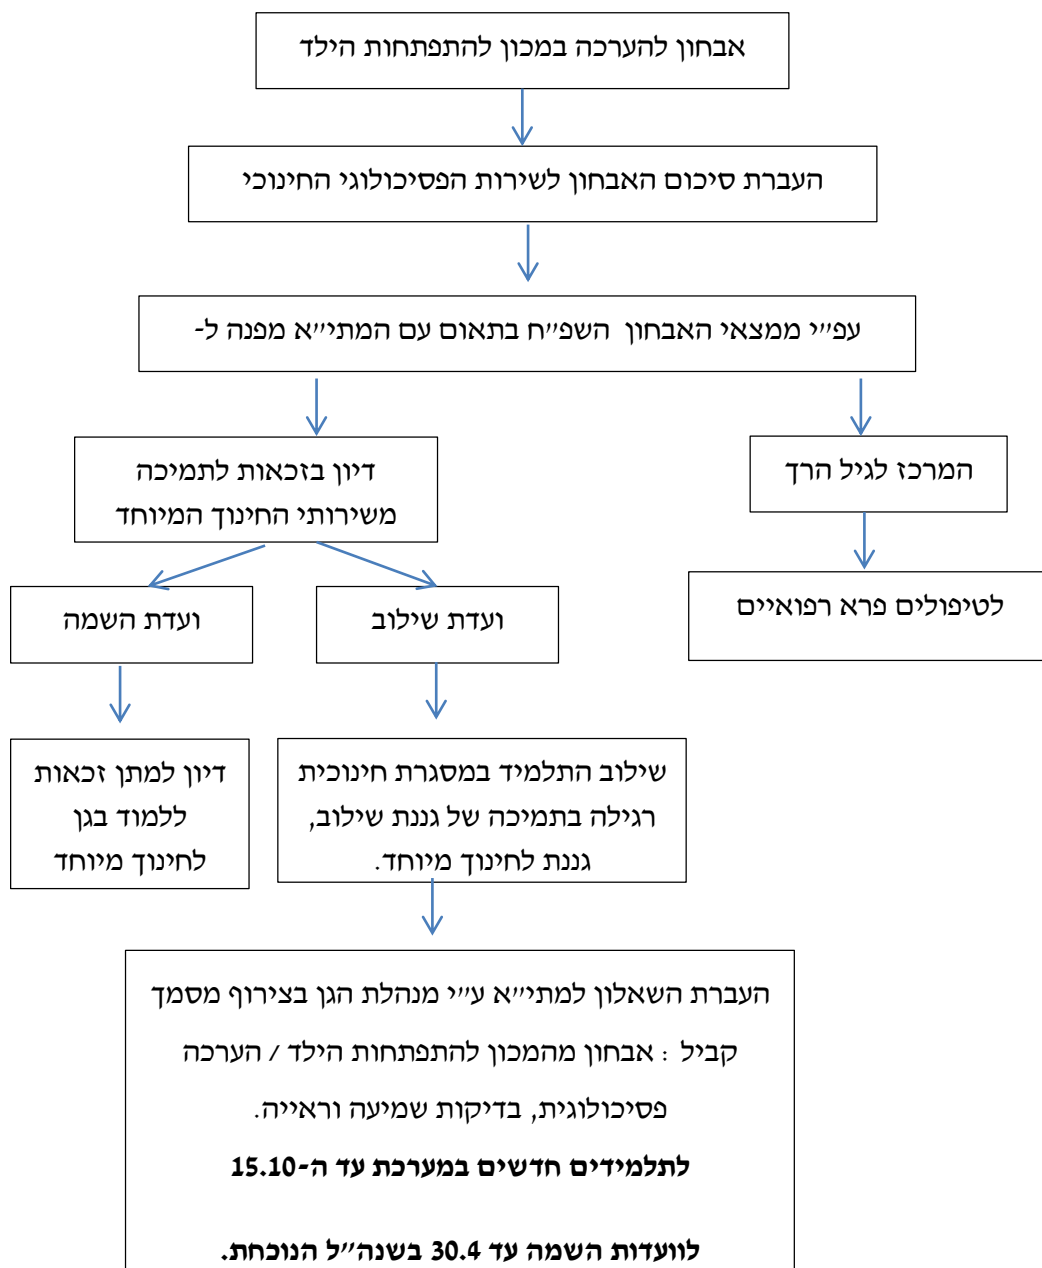 אבחון להערכה במכון להתפתחות הילד
העברת סיכום האבחון לשירות הפסיכולוגי החינוכי
עפ״י ממצאי האבחון השפ״ח בתאום עם המתי״א מפנה ל-
המרכז לגיל הרך
דיון בזכאות לתמיכה
משירותי החינוך המיוחד
לטיפולים פרא רפואיים
ועדת שילוב
ועדת השמה
שילוב התלמיד במסגרת חינוכית
רגילה בתמיכה של גננת שילוב,
גננת לחינוך מיוחד.
דיון למתן זכאות
ללמוד בגן
לחינוך מיוחד
העברת השאלון למתי״א ע״י מנהלת הגן בצירוף מסמך
קביל : אבחון מהמכון להתפתחות הילד / הערכה
פסיכולוגית, בדיקות שמיעה וראייה.
לתלמידים חדשים במערכת עד ה-15.10
לוועדות השמה עד 30.4 בשנה״ל הנוכחת.